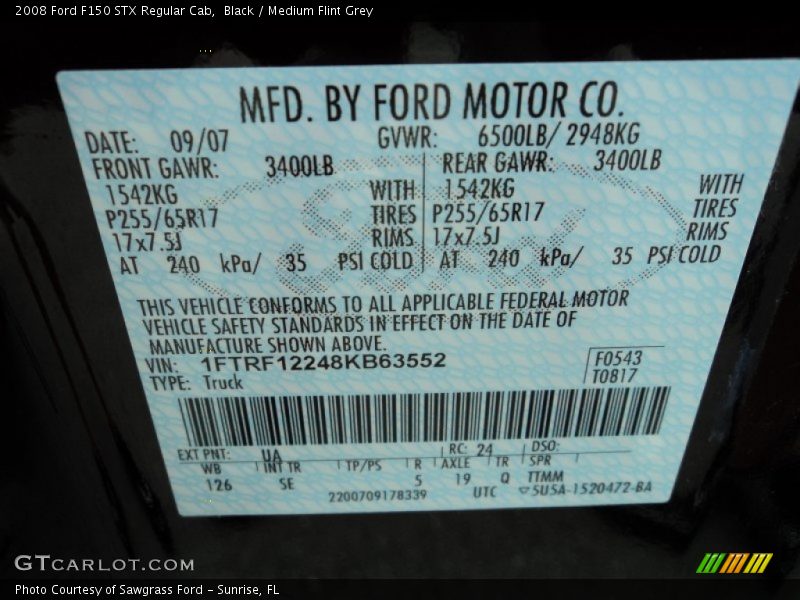 2008 Ford F150 STX Regular Cab,  Black / Medium Flint Grey
MFD. BY FORD MOTOR CO.
DATE: 09/07 GVWR: 6500LB/ 2948KG
FRONT GAWR: 3400LB REAR GAWR: 3400LB
1542KG WITH 1542KG WITH
P255/65R17 TIRES P255/65R17 TIRES
17x7.5J RIMS 17x7.5J RIMS
AT 240 kPa/ 35 PSI COLD AT 240 kPa/ 35 PSI COLD
THIS VEHICLE CONFORMS TO ALL APPLICABLE FEDERAL MOTOR
VEHICLE SAFETY STANDARDS IN EFFECT ON THE DATE OF
MANUFACTURE SHOWN ABOVE.
VIN: 1FTRF12248KB63552 F0543
TYPE: Truck T0817
EXT PNT: UA RC: 24 DSO:
WB INT TR TP/PS R AXLE TR SPR
126 SE 5 19 Q TTMM
2200709178339 UTC ▽5U5A-1520472-BA
GTCARLOT.COM
Photo Courtesy of Sawgrass Ford - Sunrise, FL